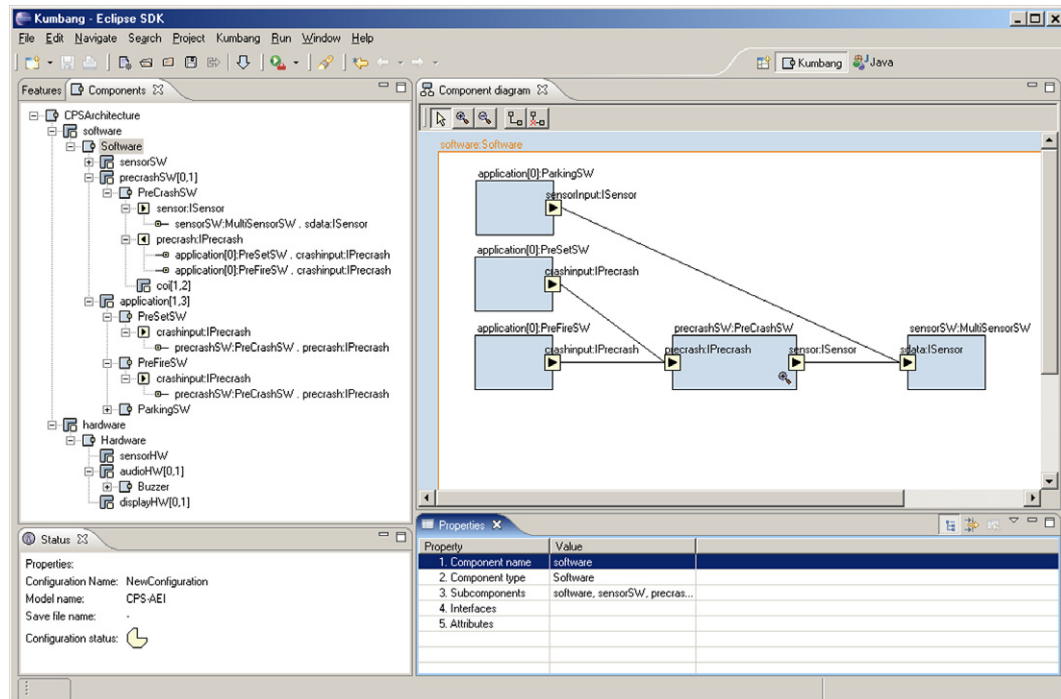 Kumbang - Eclipse SDK
File Edit Navigate Search Project Kumbang Run Window Help
Kumbang Java
Features Components
CPSArchitecture
software
Software
sensorSW
precrashSW[0,1]
PreCrashSW
sensor:ISensor
sensorSW:MultiSensorSW , sdata:ISensor
precrash:IPrecrash
application[0]:PreSetSW , crashinput:IPrecrash
application[0]:PreFireSW , crashinput:IPrecrash
coi[1,2]
application[1,3]
PreSetSW
crashinput:IPrecrash
precrashSW:PreCrashSW , precrash:IPrecrash
PreFireSW
crashinput:IPrecrash
precrashSW:PreCrashSW , precrash:IPrecrash
ParkingSW
hardware
Hardware
sensorHW
audioHW[0,1]
Buzzer
displayHW[0,1]
Component diagram
software:Software
application[0]:ParkingSW
sensorInput:ISensor
application[0]:PreSetSW
crashinput:IPrecrash
application[0]:PreFireSW precrashSW:PreCrashSW sensorSW:MultiSensorSW
crashinput:IPrecrash precrash:IPrecrash sensor:ISensor sdata:ISensor
Status
Properties:
Configuration Name: NewConfiguration
Model name: CPS-AEI
Save file name: -
Configuration status:
Properties
Property Value
1. Component name software
2. Component type Software
3. Subcomponents software, sensorSW, precras...
4. Interfaces
5. Attributes